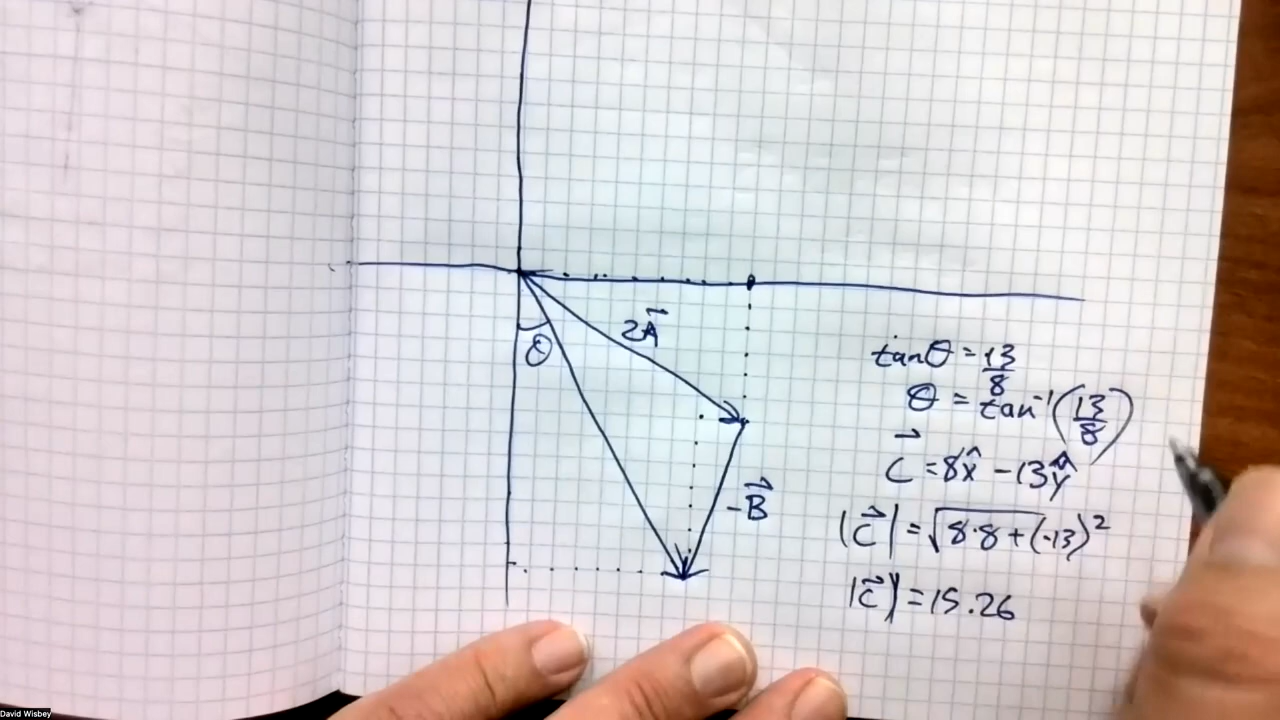 2A⃗
θ
-B⃗
tanθ = 13/8
θ = tan⁻¹(13/8)
C⃗ = 8x̂ - 13ŷ
|C⃗| = √8·8 + (-13)²
|C⃗| = 15.26
David Wisbey